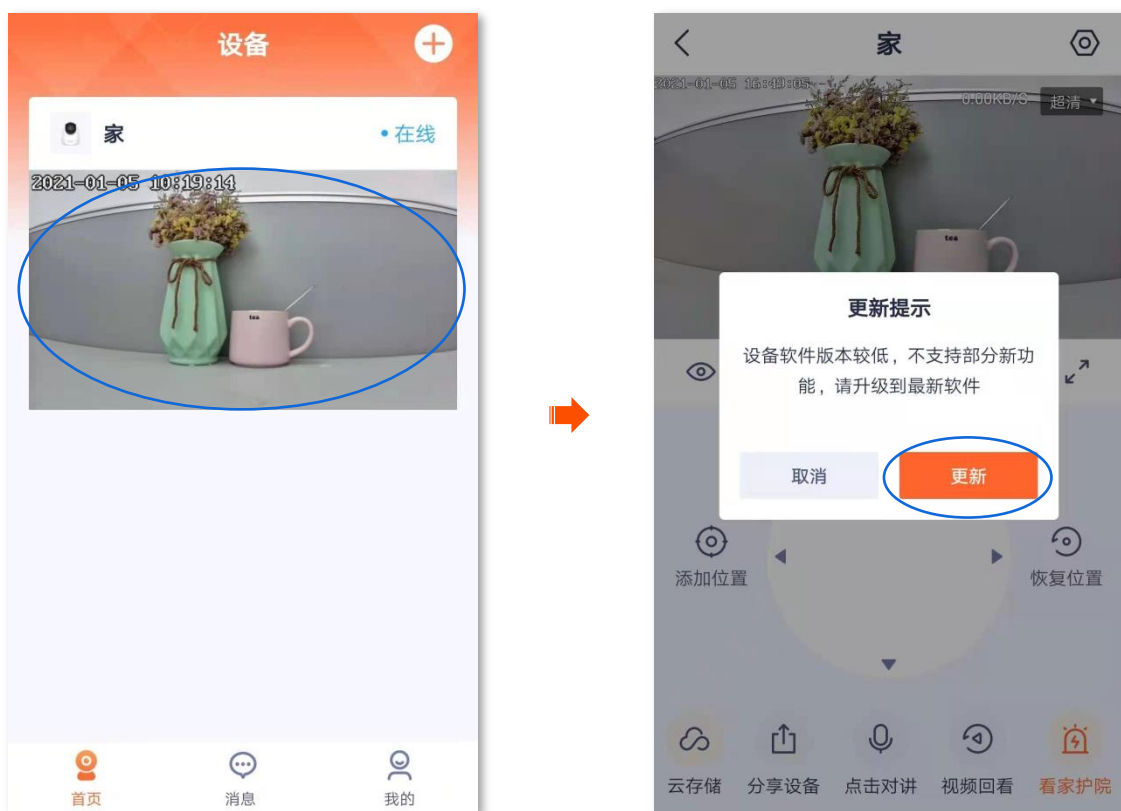 设备
家
在线
2021-01-05 10:19:14
tea
首页
消息
我的
家
2021-01-05 16:49:05
0.00KB/S
超清
tea
更新提示
设备软件版本较低，不支持部分新功
能，请升级到最新软件
取消
更新
添加位置
恢复位置
云存储
分享设备
点击对讲
视频回看
看家护院